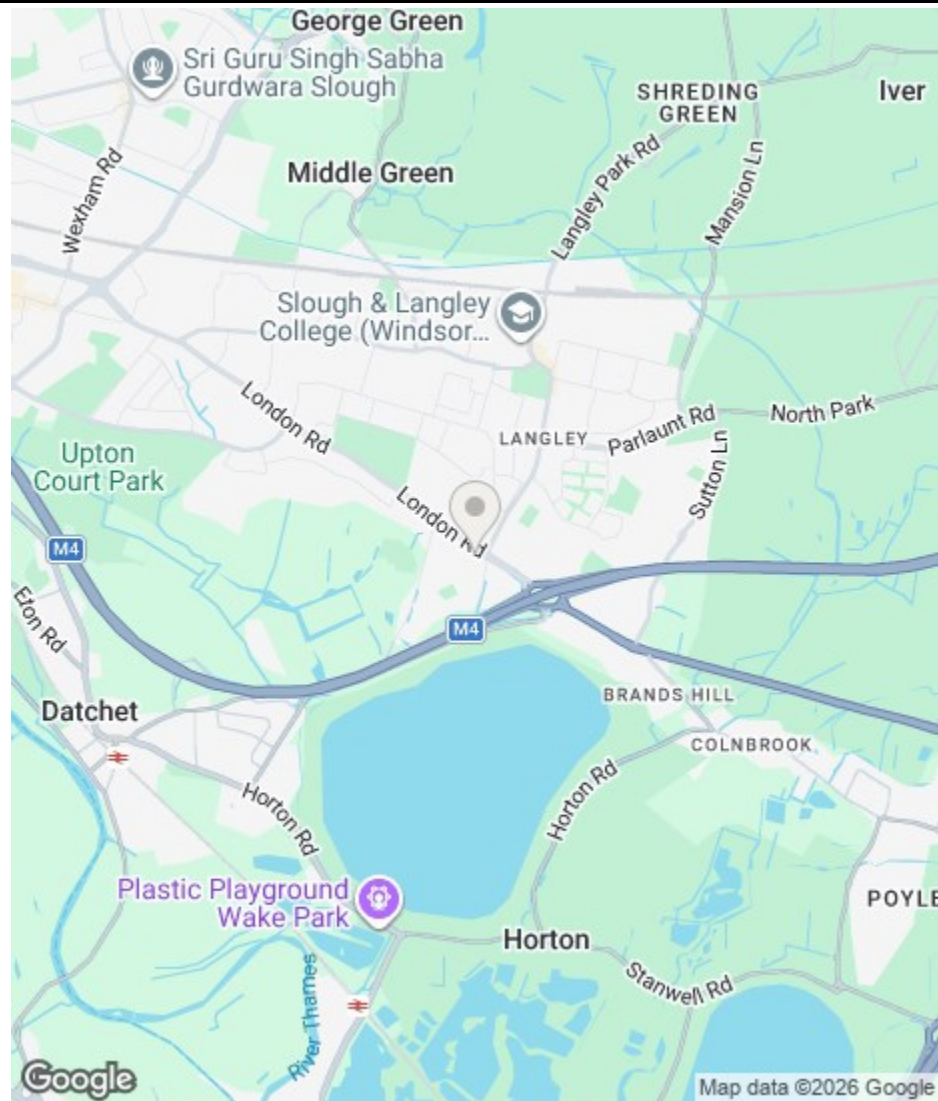 George Green
Sri Guru Singh Sabha
Gurdwara Slough
SHREDING
GREEN
Iver
Middle Green
Wexham Rd
Langley Park Rd
Mansion Ln
Slough & Langley
College (Windsor...
London Rd
LANGLEY
Parlaunt Rd
North Park
Upton
Court Park
London Rd
Sutton Ln
M4
Eton Rd
M4
BRANDS HILL
Datchet
COLNBROOK
Horton Rd
Horton Rd
Plastic Playground
Wake Park
POYLE
Horton
Stanwell Rd
River Thames
Google
Map data ©2026 Google